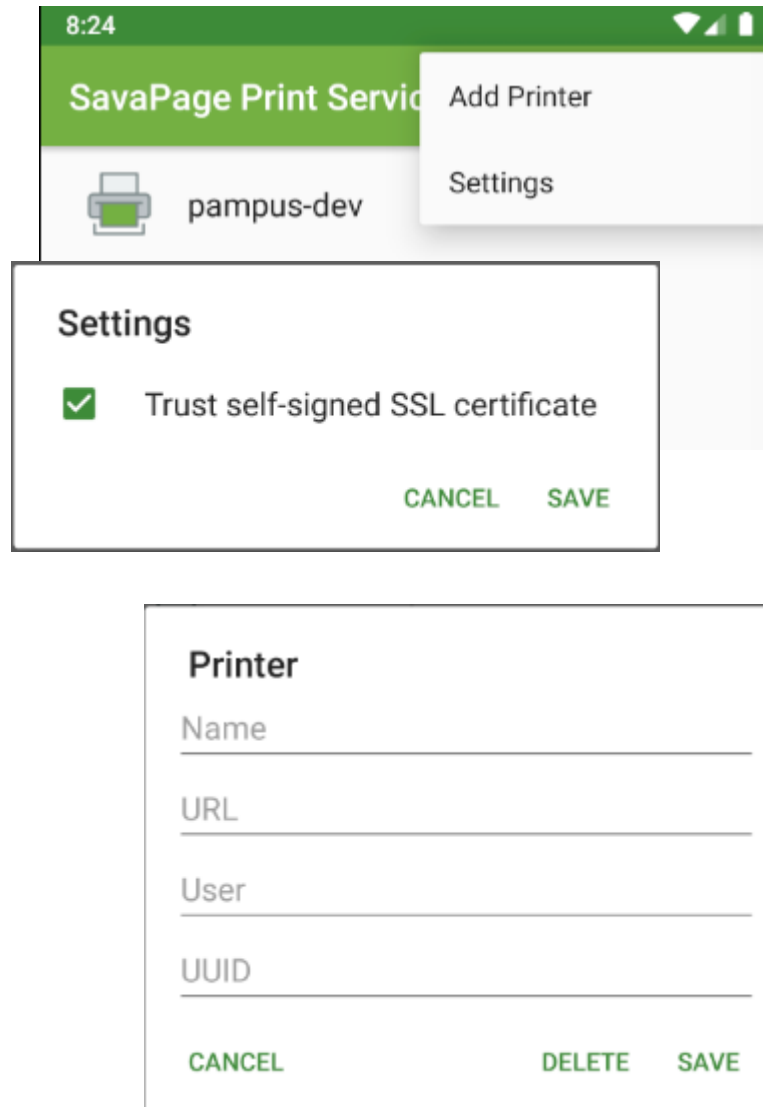 8:24
SavaPage Print Servic
Add Printer
Settings
pampus-dev
Settings
Trust self-signed SSL certificate
CANCEL SAVE
Printer
Name
URL
User
UUID
CANCEL DELETE SAVE